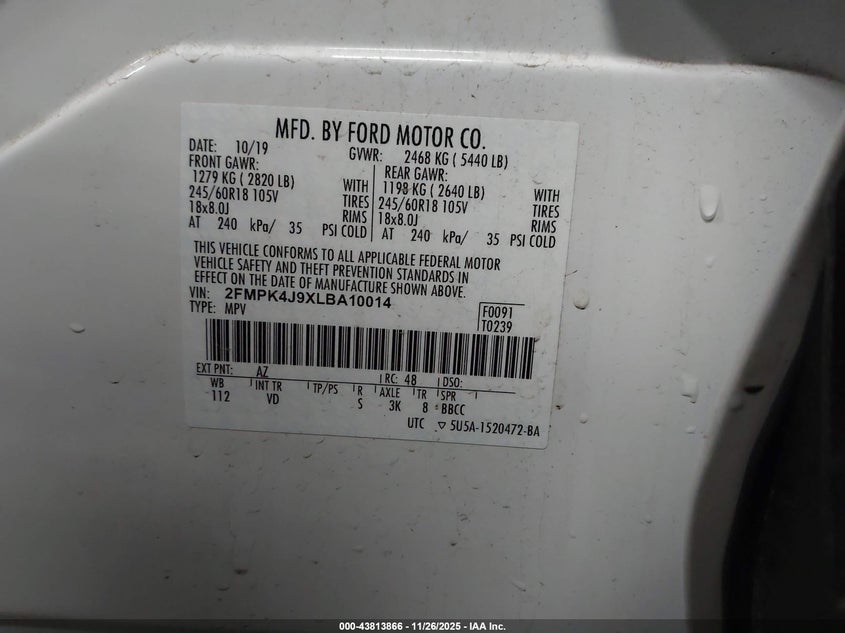 MFD. BY FORD MOTOR CO.
DATE: 10/19 GVWR: 2468 KG ( 5440 LB)
FRONT GAWR: REAR GAWR:
1279 KG ( 2820 LB) WITH 1198 KG ( 2640 LB) WITH
245/60R18 105V TIRES 245/60R18 105V TIRES
18x8.0J RIMS 18x8.0J RIMS
AT 240 kPa/ 35 PSI COLD AT 240 kPa/ 35 PSI COLD
THIS VEHICLE CONFORMS TO ALL APPLICABLE FEDERAL MOTOR
VEHICLE SAFETY AND THEFT PREVENTION STANDARDS IN
EFFECT ON THE DATE OF MANUFACTURE SHOWN ABOVE.
VIN: 2FMPK4J9XLBA10014 F0091
TYPE: MPV T0239
EXT PNT: AZ RC: 48 DSO:
WB INT TR TP/PS R AXLE TR SPR
112 VD S 3K 8 BBCC
UTC ▽ 5U5A-1520472-BA
000-43813866 - 11/26/2025 - IAA Inc.